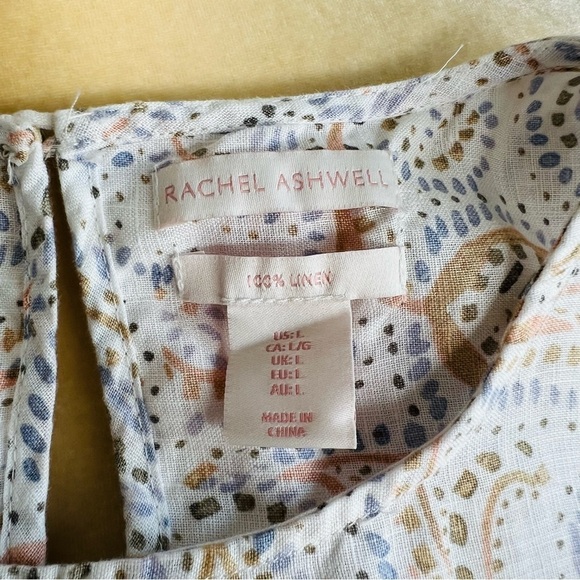 RACHEL ASHWELL
100% LINEN
US: L
CA: L/G
UK: L
EU: L
AU: L
MADE IN
CHINA